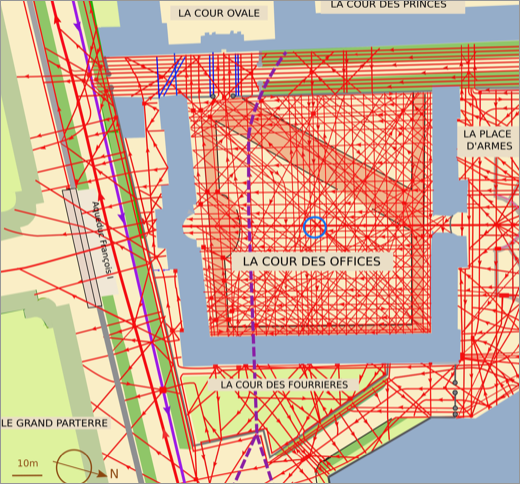 LA COUR DES PRINCES
LA COUR OVALE
LA PLACE
D'ARMES
Aqueduc François I
LA COUR DES OFFICES
LA COUR DES FOURRIERES
LE GRAND PARTERRE
10m
N